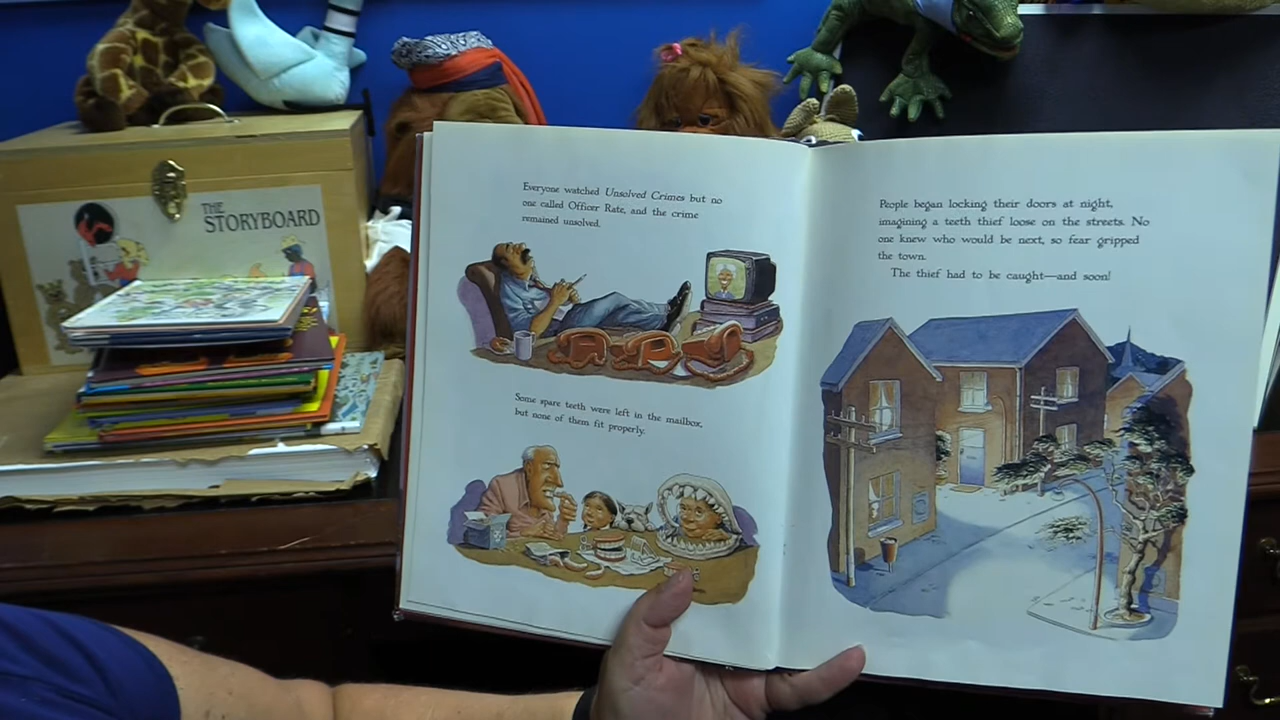 THE
STORYBOARD
Everyone watched Unsolved Crimes but no
one called Officer Rate, and the crime
remained unsolved.
Some spare teeth were left in the mailbox,
but none of them fit properly.
People began locking their doors at night,
imagining a teeth thief loose on the streets. No
one knew who would be next, so fear gripped
the town.
The thief had to be caught—and soon!